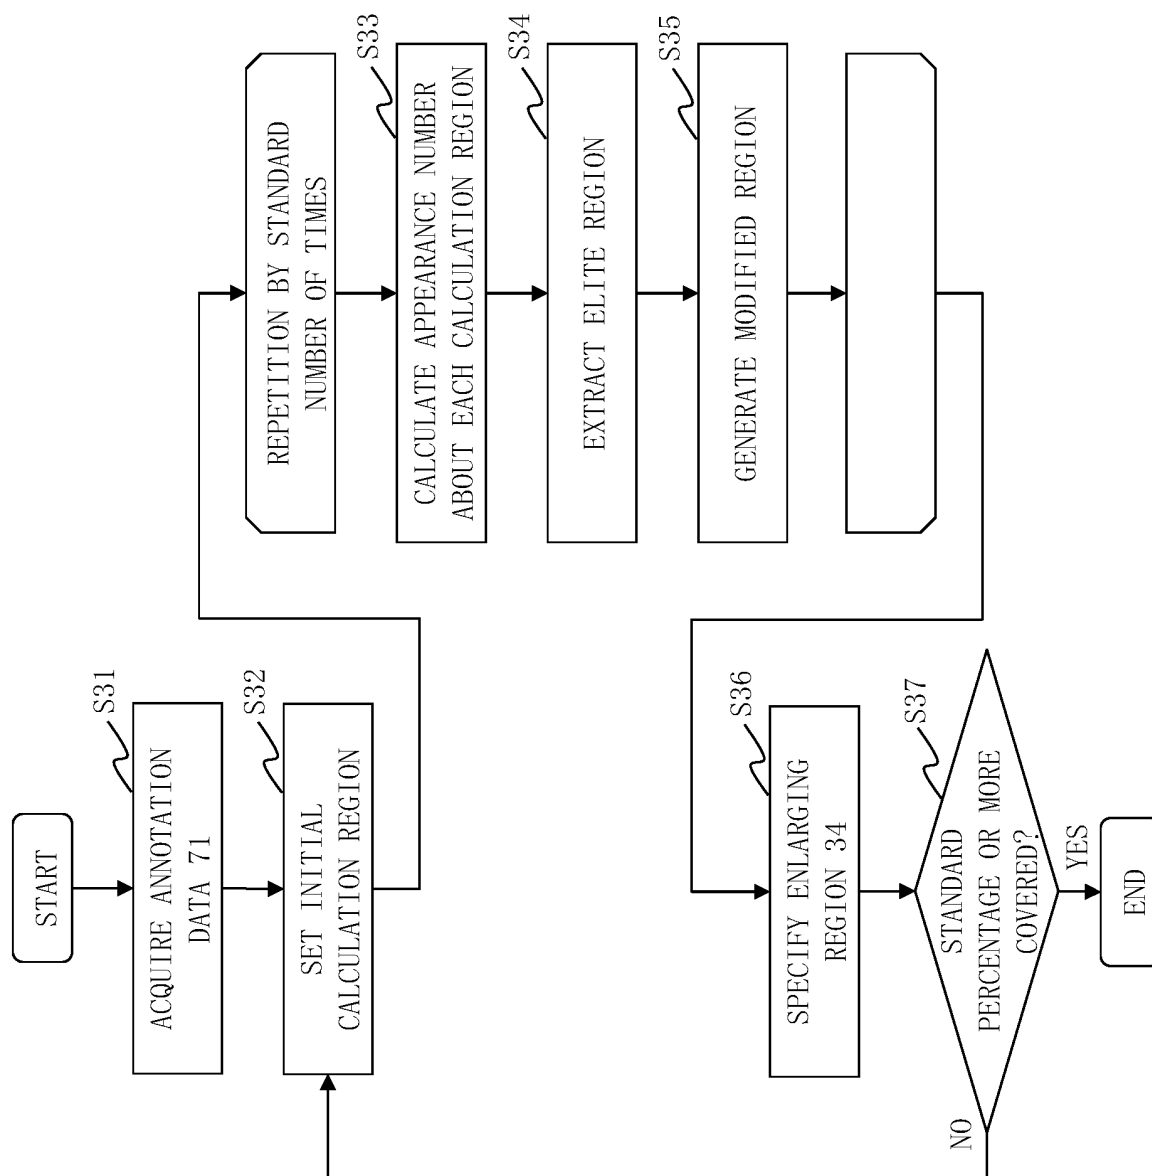 START
S31
ACQUIRE ANNOTATION
DATA 71
S32
SET INITIAL
CALCULATION REGION
REPETITION BY STANDARD
NUMBER OF TIMES
S33
CALCULATE APPEARANCE NUMBER
ABOUT EACH CALCULATION REGION
S34
EXTRACT ELITE REGION
S35
GENERATE MODIFIED REGION
S36
SPECIFY ENLARGING
REGION 34
S37
STANDARD
PERCENTAGE OR MORE
COVERED?
NO
YES
END